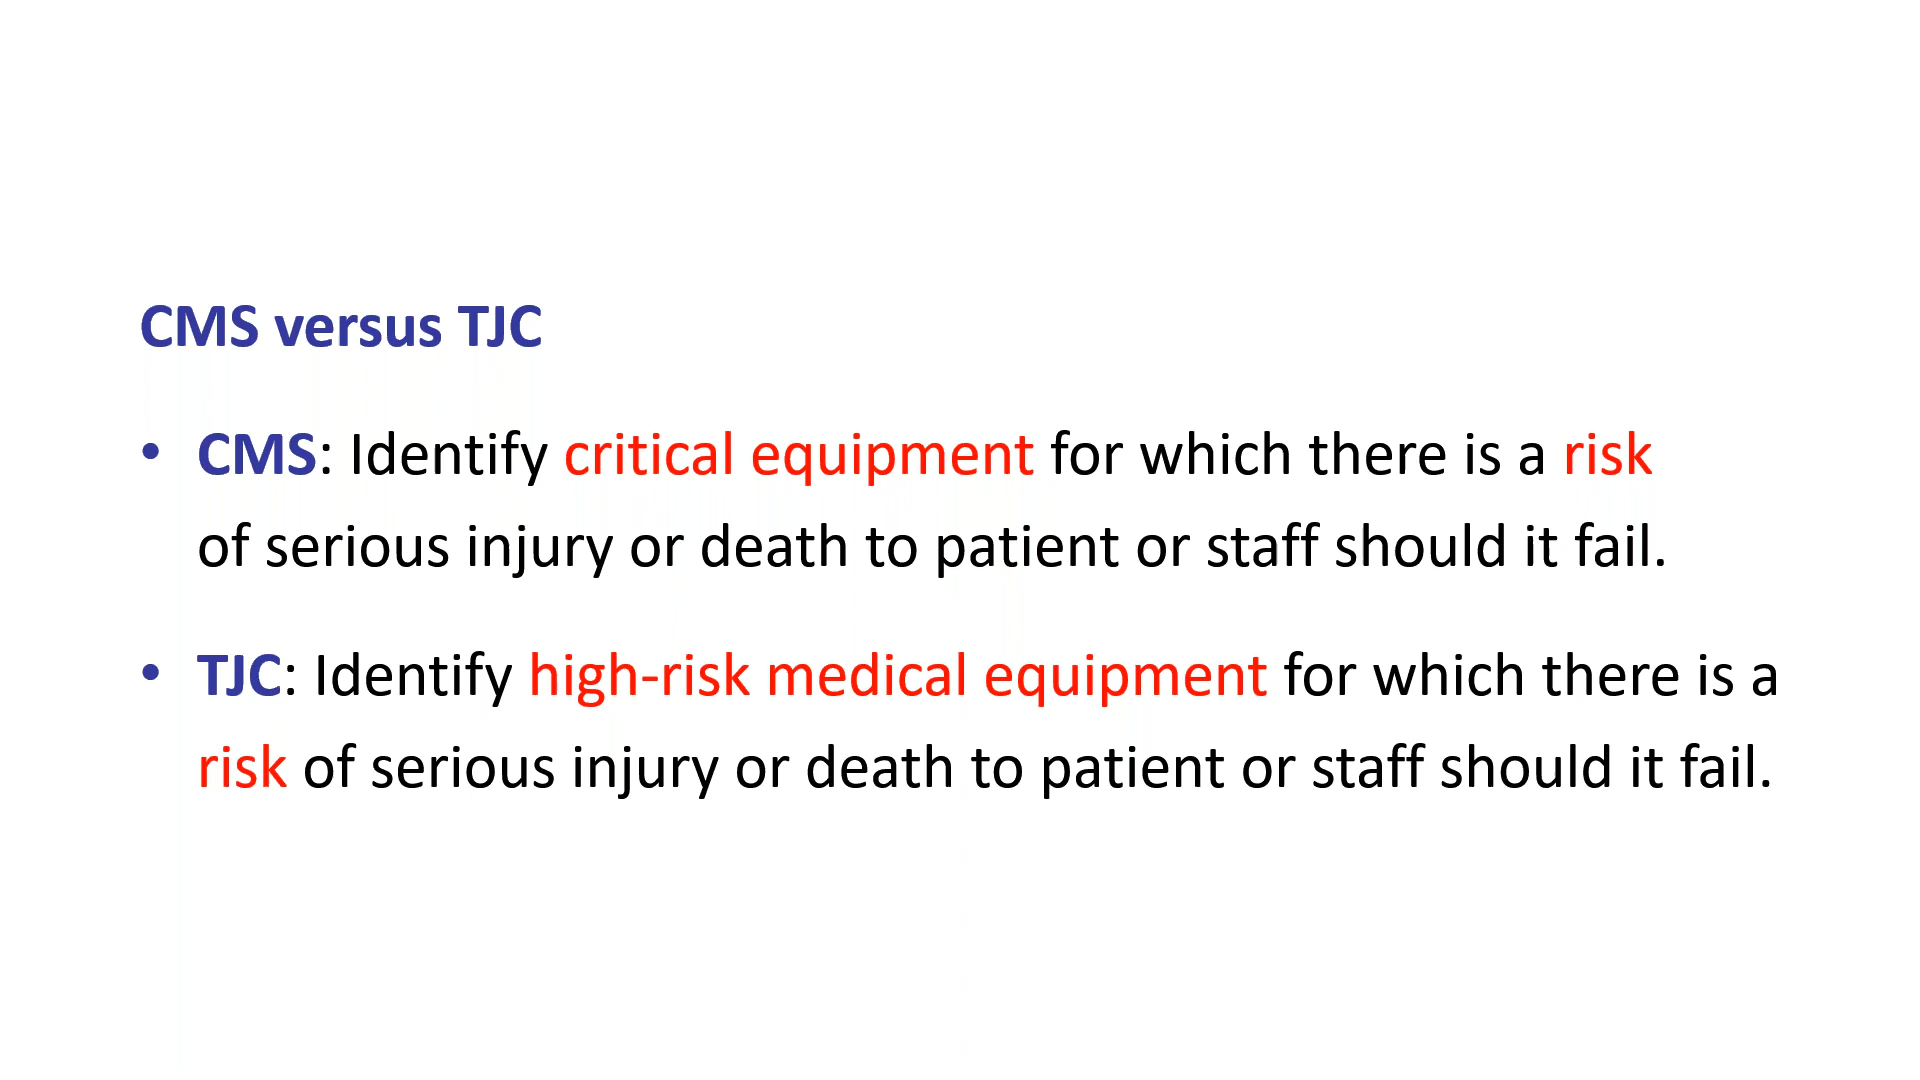 CMS versus TJC
• CMS: Identify critical equipment for which there is a risk
of serious injury or death to patient or staff should it fail.
• TJC: Identify high-risk medical equipment for which there is a
risk of serious injury or death to patient or staff should it fail.